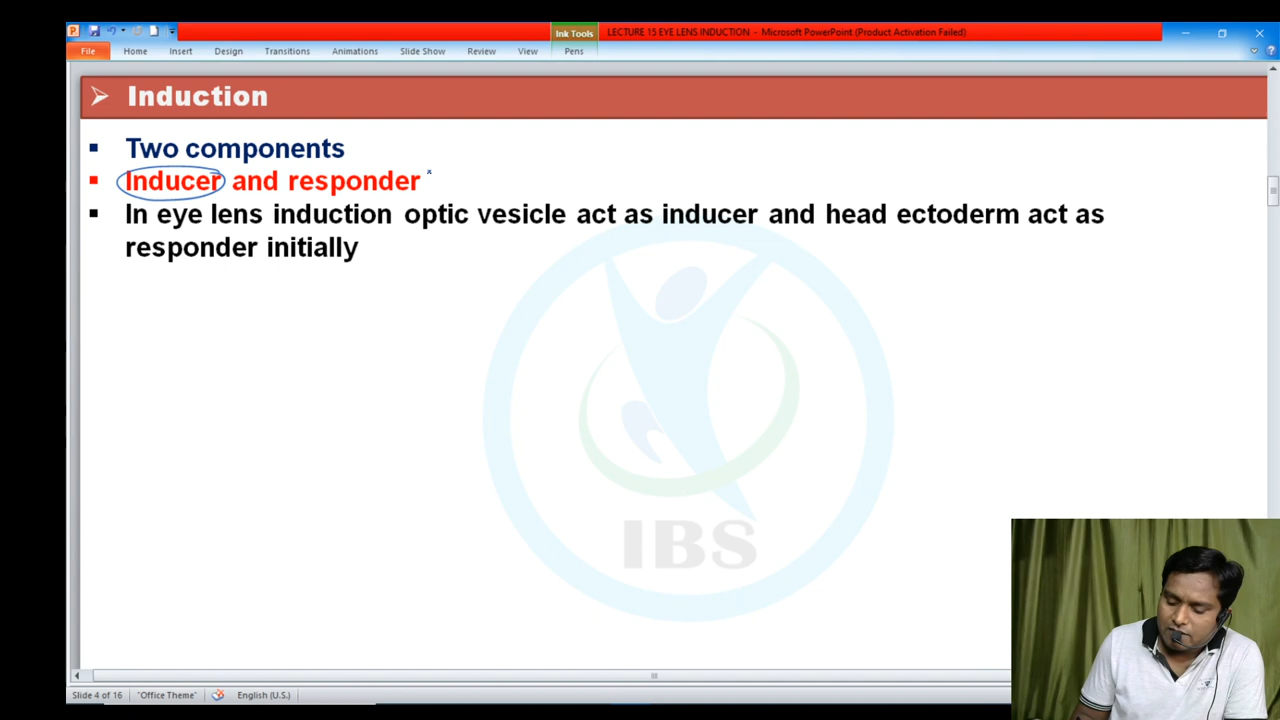 Ink Tools
LECTURE 15 EYE LENS INDUCTION - Microsoft PowerPoint (Product Activation Failed)
File Home Insert Design Transitions Animations Slide Show Review View Pens
Induction
Two components
Inducer and responder
In eye lens induction optic vesicle act as inducer and head ectoderm act as
responder initially
IBS
Slide 4 of 16 "Office Theme" English (U.S.)